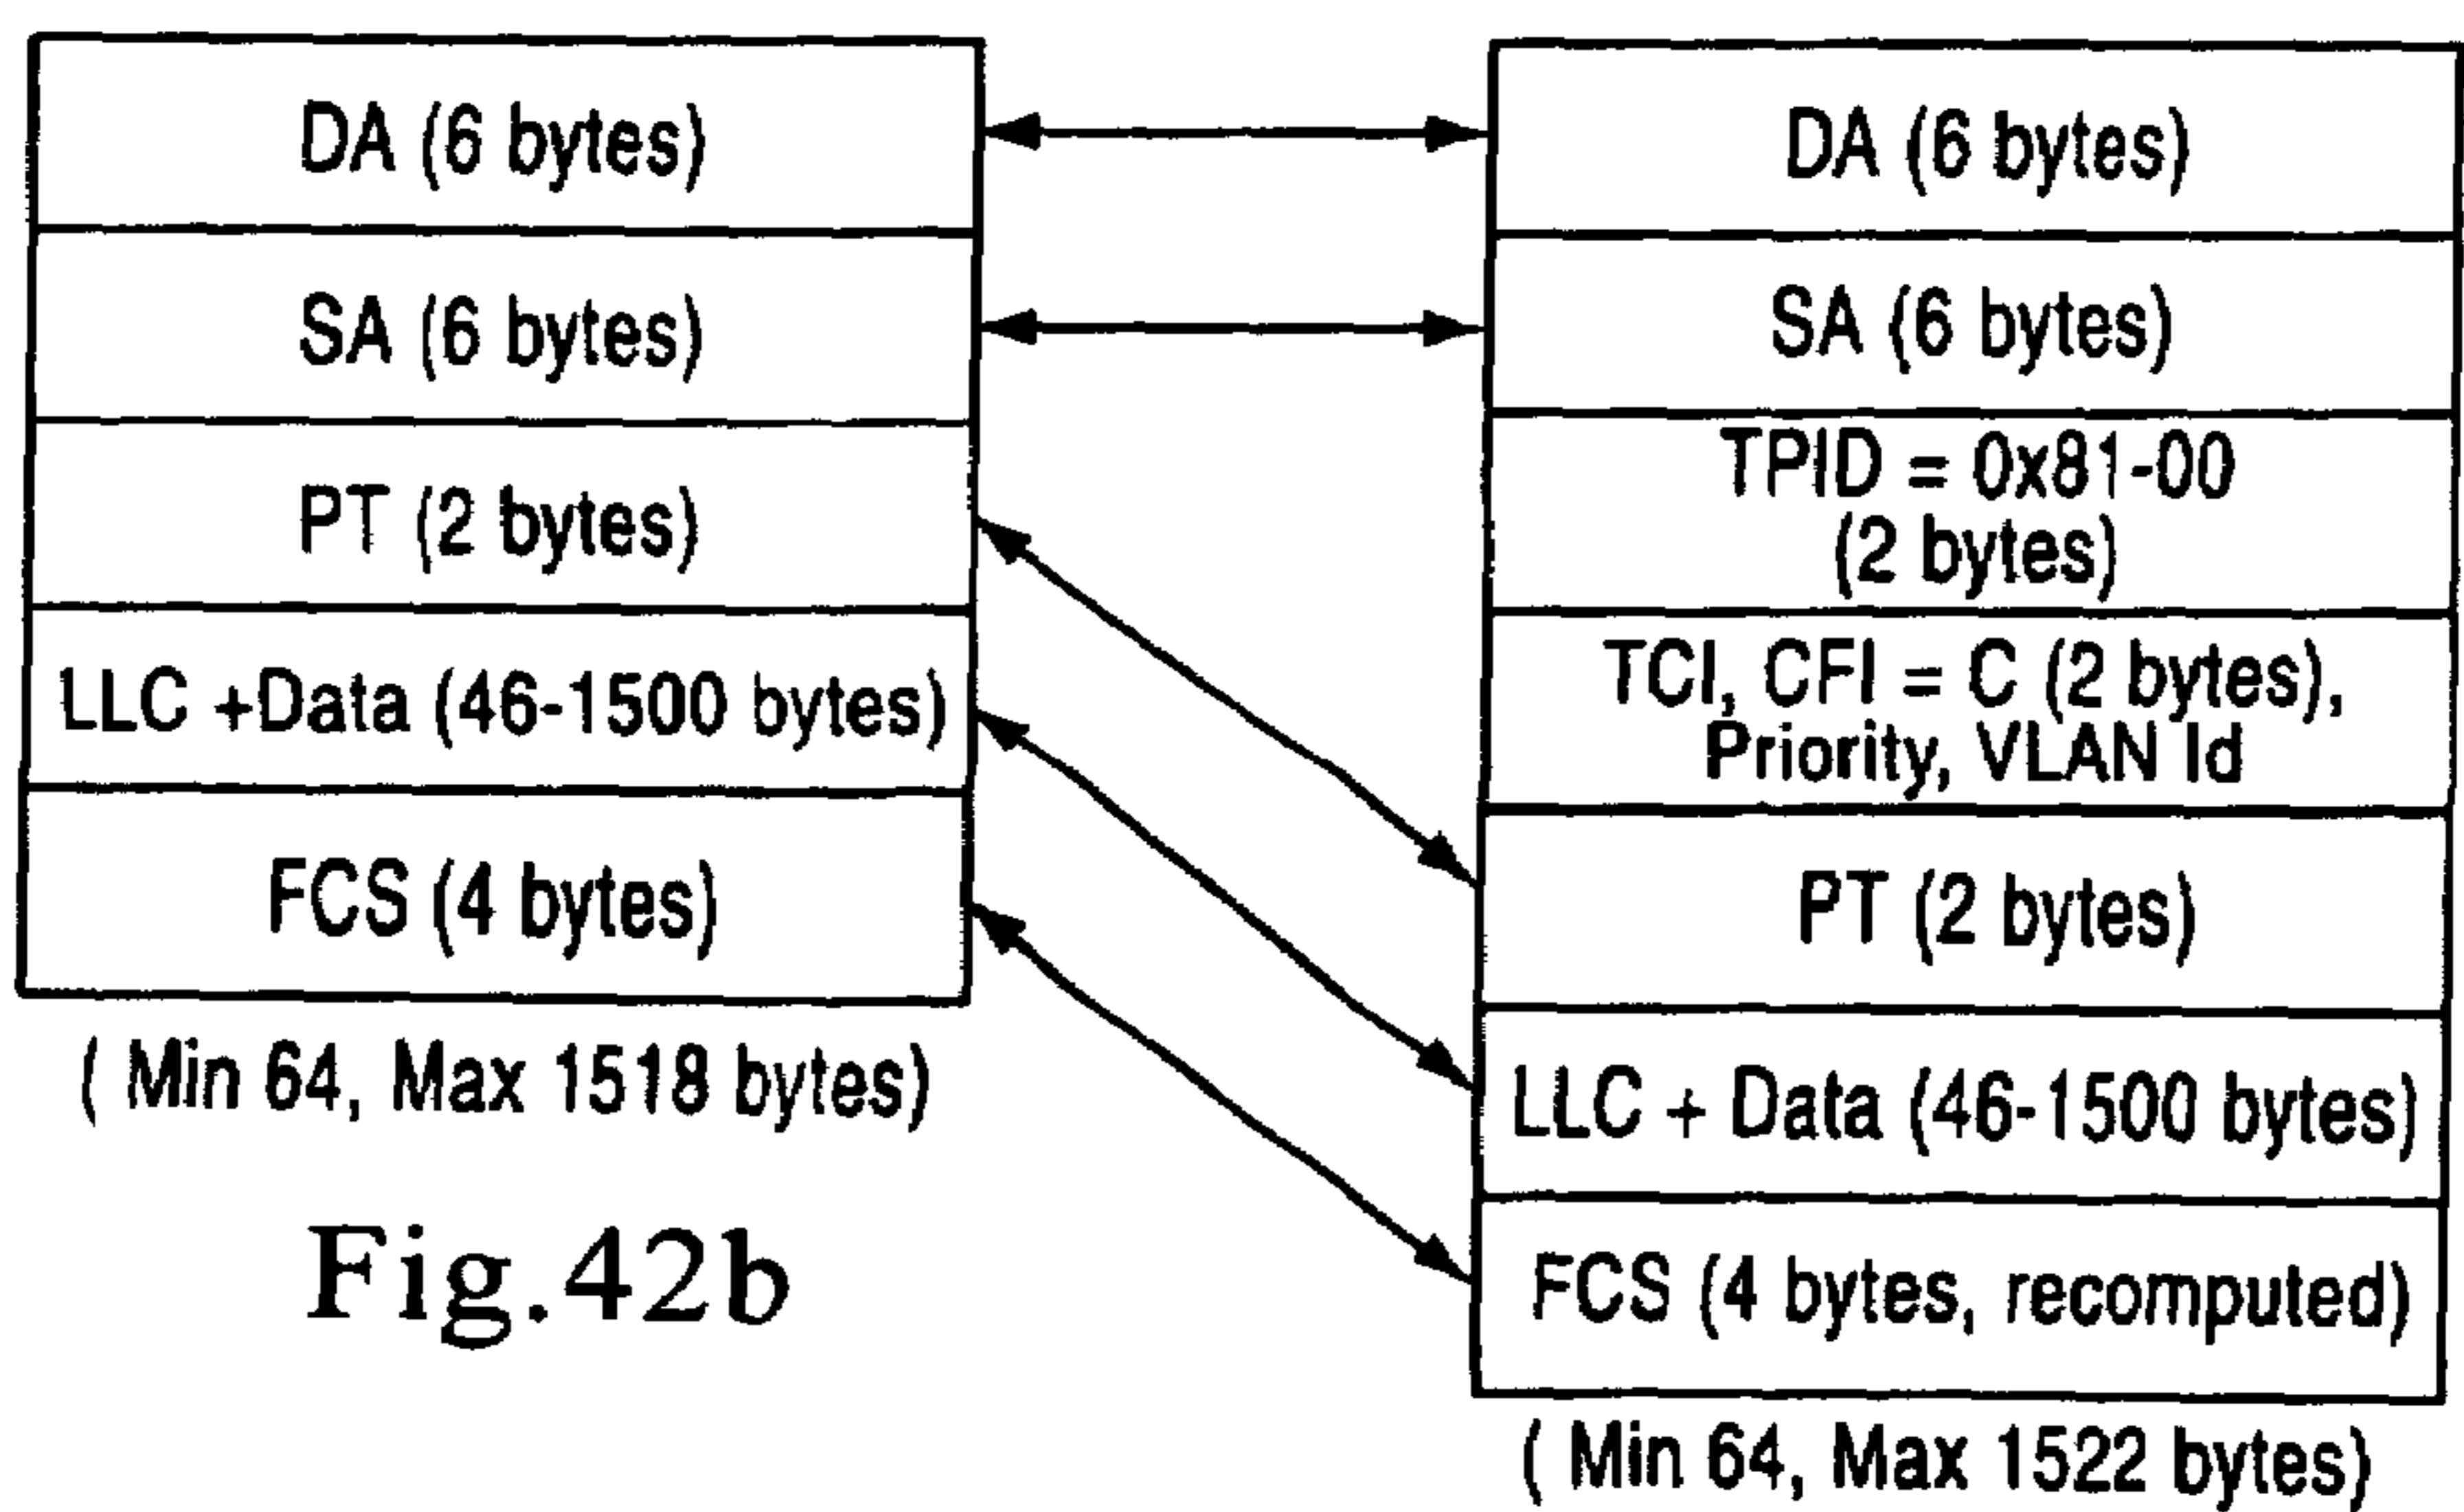 DA (6 bytes)
SA (6 bytes)
PT (2 bytes)
LLC +Data (46-1500 bytes)
FCS (4 bytes)
( Min 64, Max 1518 bytes)
Fig.42b
DA (6 bytes)
SA (6 bytes)
TPID = 0x81-00
(2 bytes)
TCI, CFI = C (2 bytes),
Priority, VLAN Id
PT (2 bytes)
LLC + Data (46-1500 bytes)
FCS (4 bytes, recomputed)
( Min 64, Max 1522 bytes)